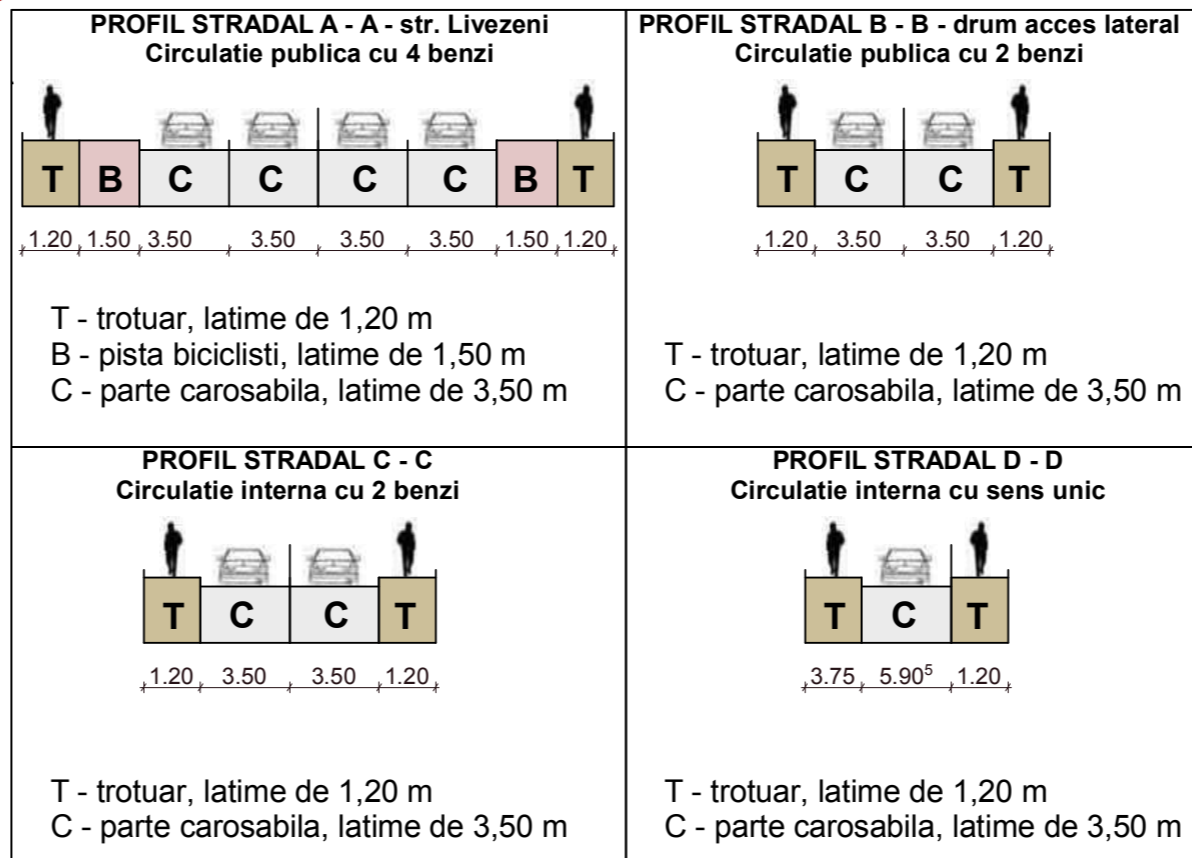 PROFIL STRADAL A - A - str. Livezeni
Circulatie publica cu 4 benzi
T B C C C C B T
1.20 1.50 3.50 3.50 3.50 3.50 1.50 1.20
T - trotuar, latime de 1,20 m
B - pista biciclisti, latime de 1,50 m
C - parte carosabila, latime de 3,50 m
PROFIL STRADAL B - B - drum acces lateral
Circulatie publica cu 2 benzi
T C C T
1.20 3.50 3.50 1.20
T - trotuar, latime de 1,20 m
C - parte carosabila, latime de 3,50 m
PROFIL STRADAL C - C
Circulatie interna cu 2 benzi
T C C T
1.20 3.50 3.50 1.20
T - trotuar, latime de 1,20 m
C - parte carosabila, latime de 3,50 m
PROFIL STRADAL D - D
Circulatie interna cu sens unic
T C T
3.75 5.90⁵ 1.20
T - trotuar, latime de 1,20 m
C - parte carosabila, latime de 3,50 m